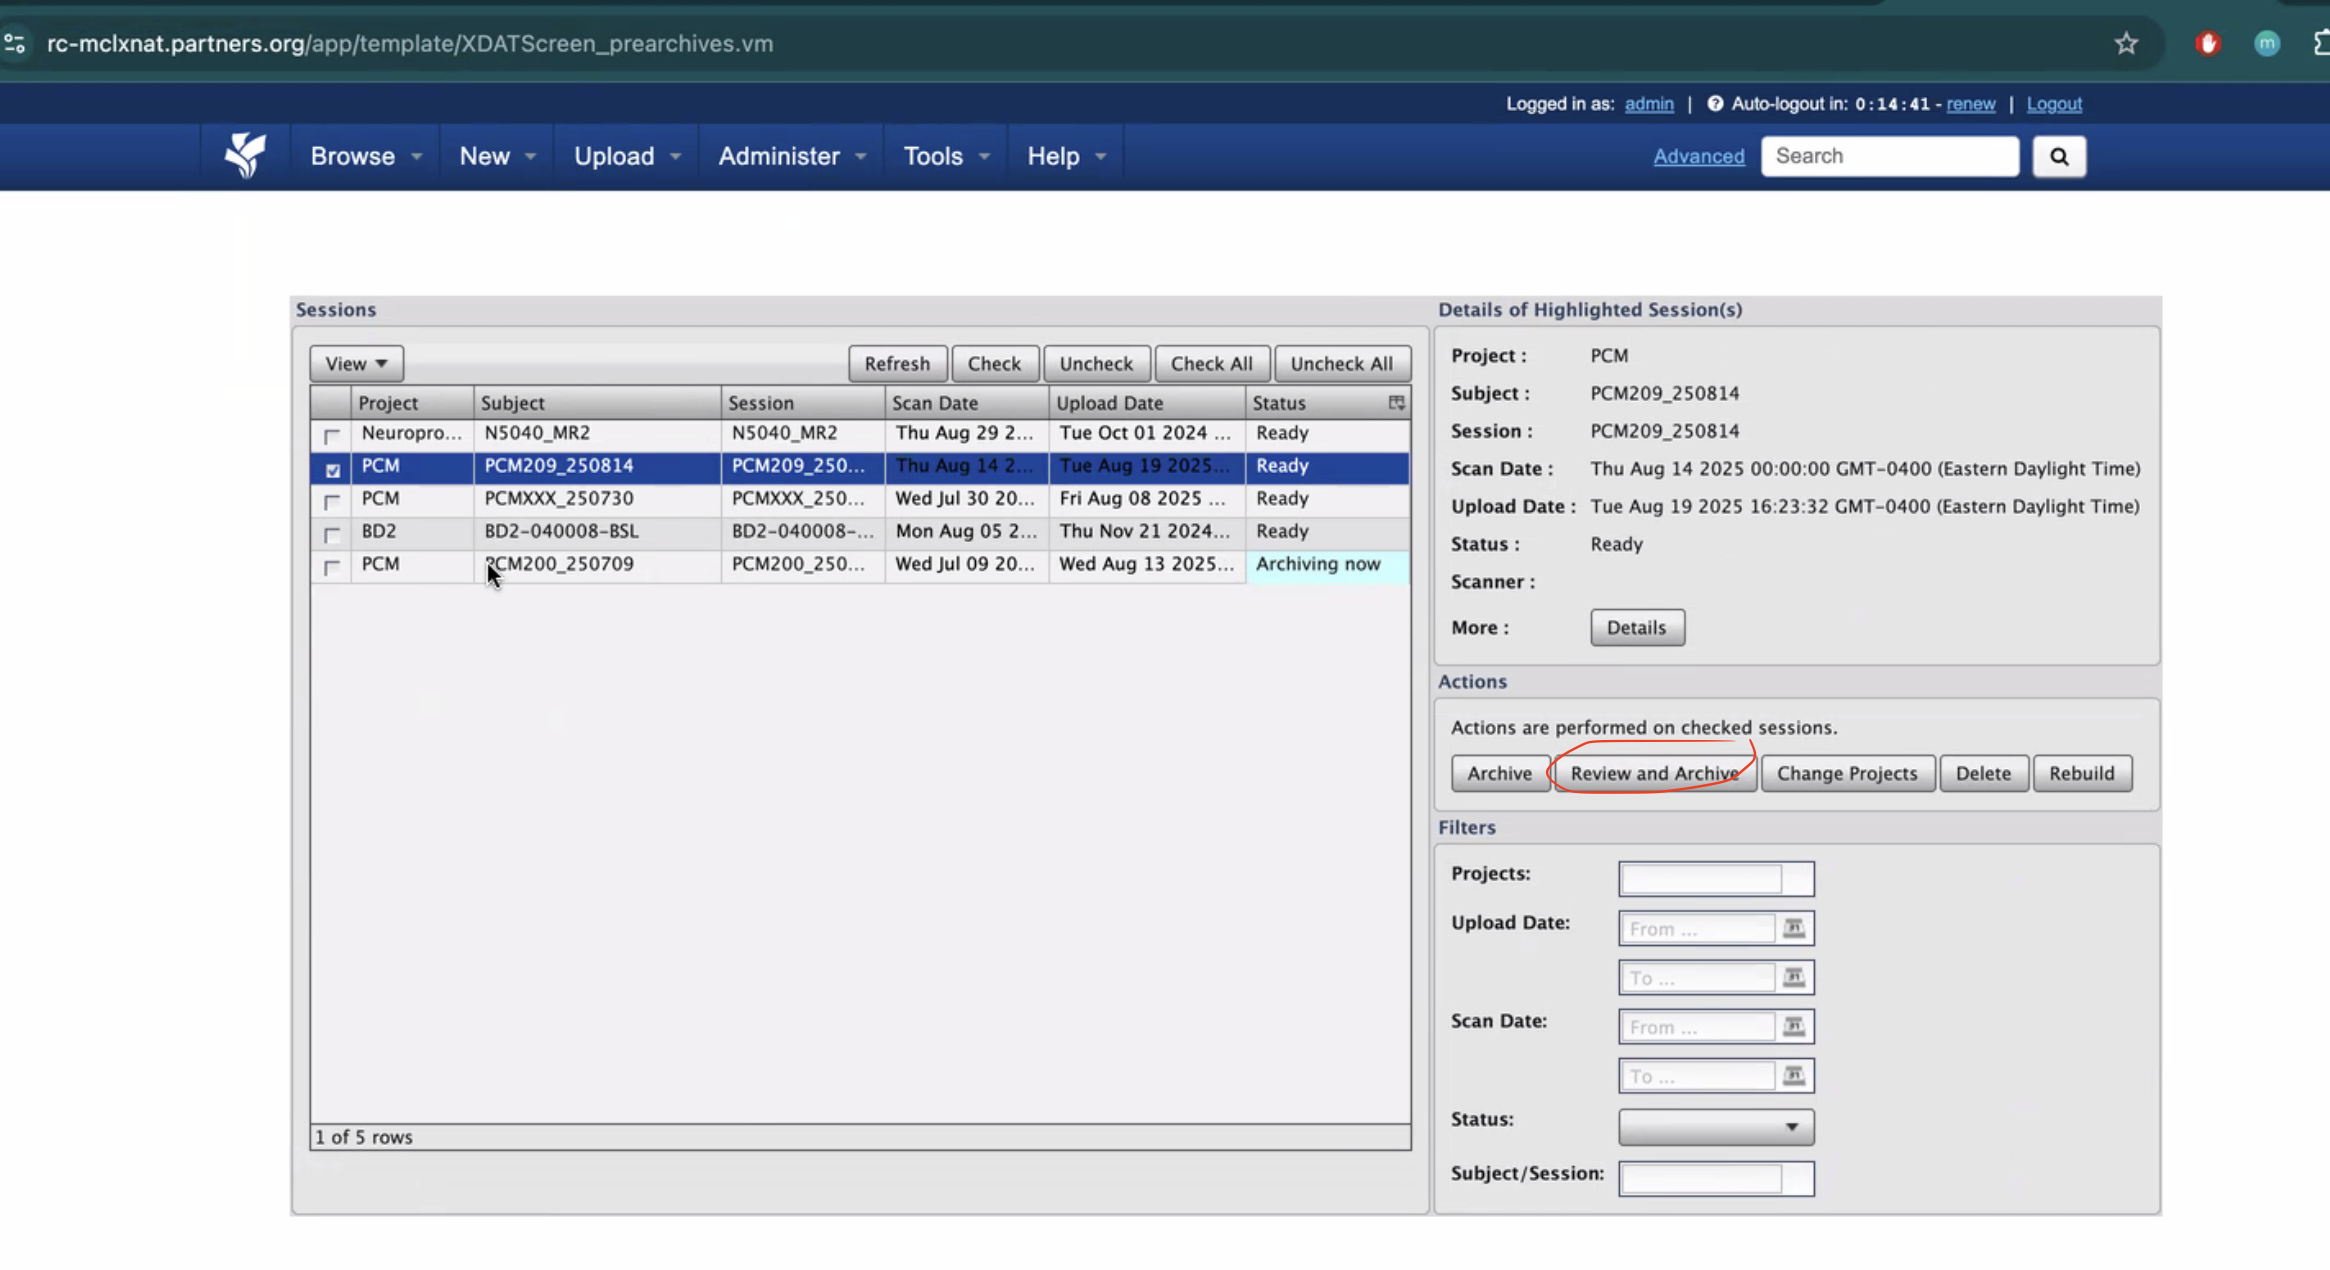 rc-mclxnat.partners.org/app/template/XDATScreen_prearchives.vm
m
Logged in as: admin | ? Auto-logout in: 0:14:41 - renew | Logout
Browse New Upload Administer Tools Help Advanced Search
Sessions
View Refresh Check Uncheck Check All Uncheck All
Project Subject Session Scan Date Upload Date Status
Neuropro... N5040_MR2 N5040_MR2 Thu Aug 29 2... Tue Oct 01 2024 ... Ready
PCM PCM209_250814 PCM209_250... Thu Aug 14 2... Tue Aug 19 2025... Ready
PCM PCMXXX_250730 PCMXXX_250... Wed Jul 30 20... Fri Aug 08 2025 ... Ready
BD2 BD2-040008-BSL BD2-040008-... Mon Aug 05 2... Thu Nov 21 2024... Ready
PCM PCM200_250709 PCM200_250... Wed Jul 09 20... Wed Aug 13 2025... Archiving now
1 of 5 rows
Details of Highlighted Session(s)
Project : PCM
Subject : PCM209_250814
Session : PCM209_250814
Scan Date : Thu Aug 14 2025 00:00:00 GMT-0400 (Eastern Daylight Time)
Upload Date : Tue Aug 19 2025 16:23:32 GMT-0400 (Eastern Daylight Time)
Status : Ready
Scanner :
More : Details
Actions
Actions are performed on checked sessions.
Archive Review and Archive Change Projects Delete Rebuild
Filters
Projects:
Upload Date: From ...
To ...
Scan Date: From ...
To ...
Status:
Subject/Session: